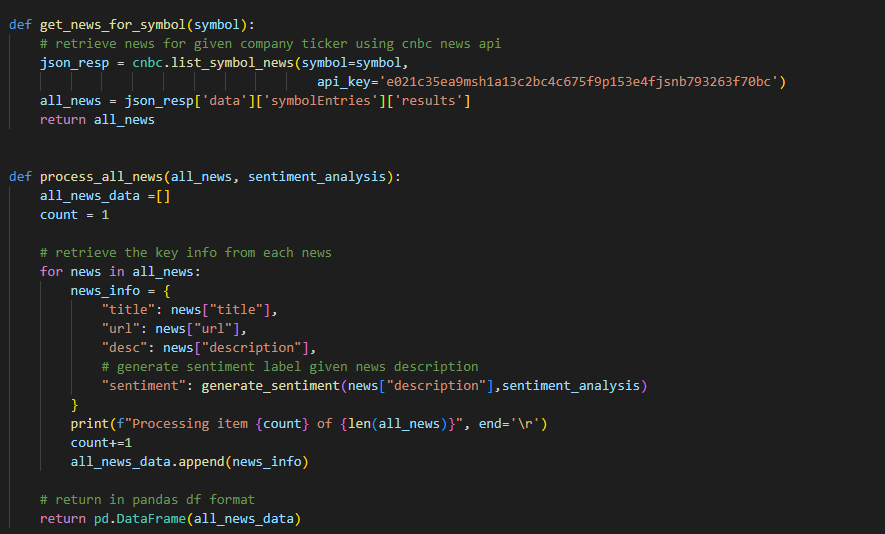 def get_news_for_symbol(symbol):
    # retrieve news for given company ticker using cnbc news api
    json_resp = cnbc.list_symbol_news(symbol=symbol,
                                    api_key='e021c35ea9msh1a13c2bc4c675f9p153e4fjsnb793263f70bc')
    all_news = json_resp['data']['symbolEntries']['results']
    return all_news
def process_all_news(all_news, sentiment_analysis):
    all_news_data =[]
    count = 1
    # retrieve the key info from each news
    for news in all_news:
        news_info = {
            "title": news["title"],
            "url": news["url"],
            "desc": news["description"],
            # generate sentiment label given news description
            "sentiment": generate_sentiment(news["description"],sentiment_analysis)
        }
        print(f"Processing item {count} of {len(all_news)}", end='\r')
        count+=1
        all_news_data.append(news_info)
    # return in pandas df format
    return pd.DataFrame(all_news_data)